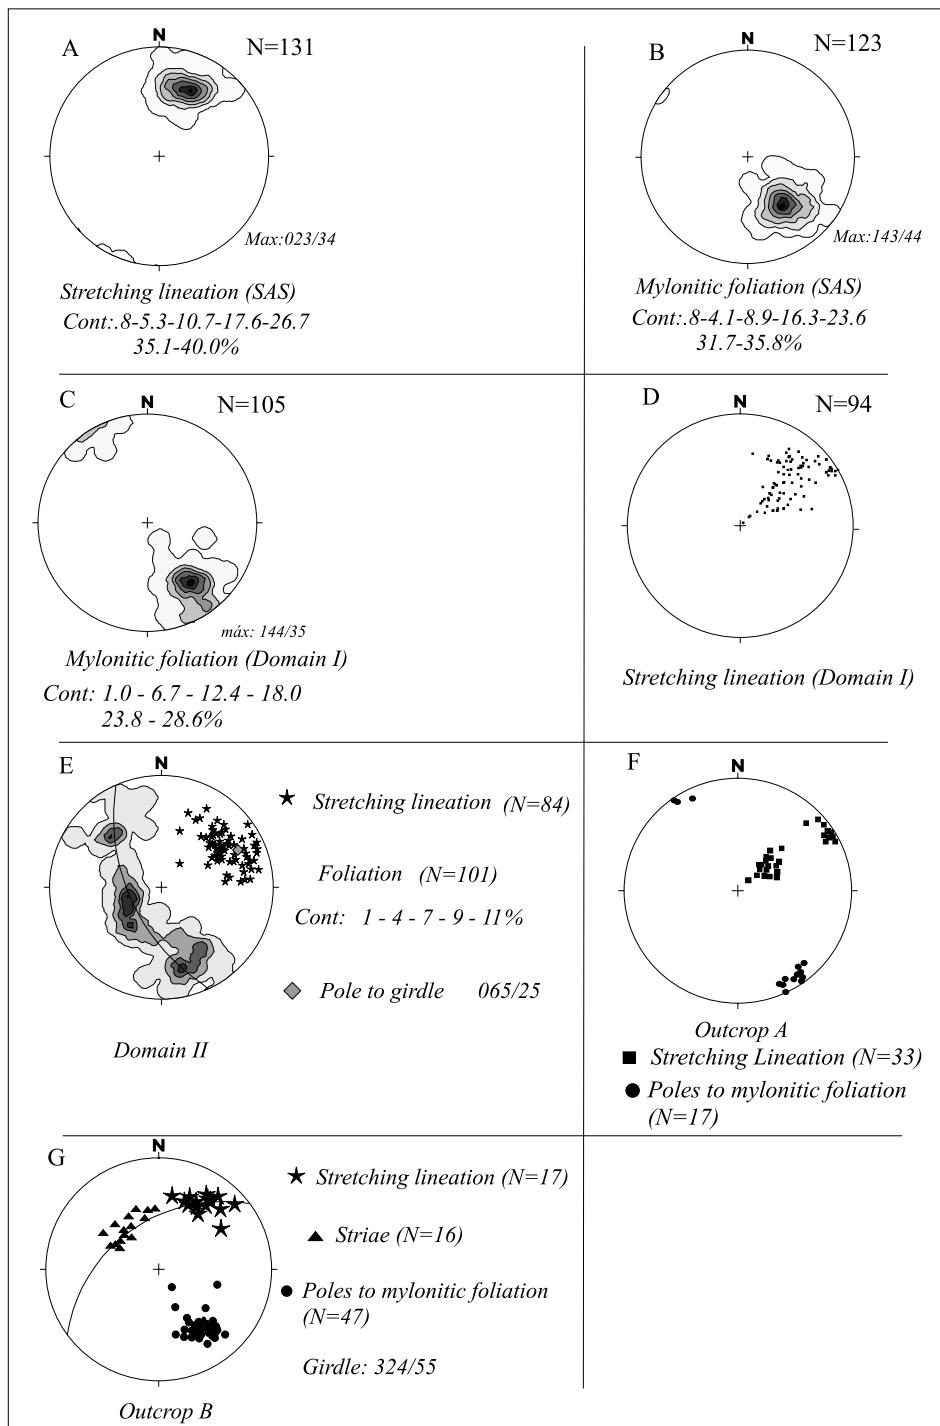 A
N
N=131
Max:023/34
Stretching lineation (SAS)
Cont:.8-5.3-10.7-17.6-26.7
35.1-40.0%
B
N
N=123
Max:143/44
Mylonitic foliation (SAS)
Cont:.8-4.1-8.9-16.3-23.6
31.7-35.8%
C
N
N=105
máx: 144/35
Mylonitic foliation (Domain I)
Cont: 1.0 - 6.7 - 12.4 - 18.0
23.8 - 28.6%
D
N
N=94
Stretching lineation (Domain I)
E
N
Stretching lineation (N=84)
Foliation (N=101)
Cont: 1 - 4 - 7 - 9 - 11%
Pole to girdle 065/25
Domain II
F
N
Outcrop A
Stretching Lineation (N=33)
Poles to mylonitic foliation
(N=17)
G
N
Stretching lineation (N=17)
Striae (N=16)
Poles to mylonitic foliation
(N=47)
Girdle: 324/55
Outcrop B